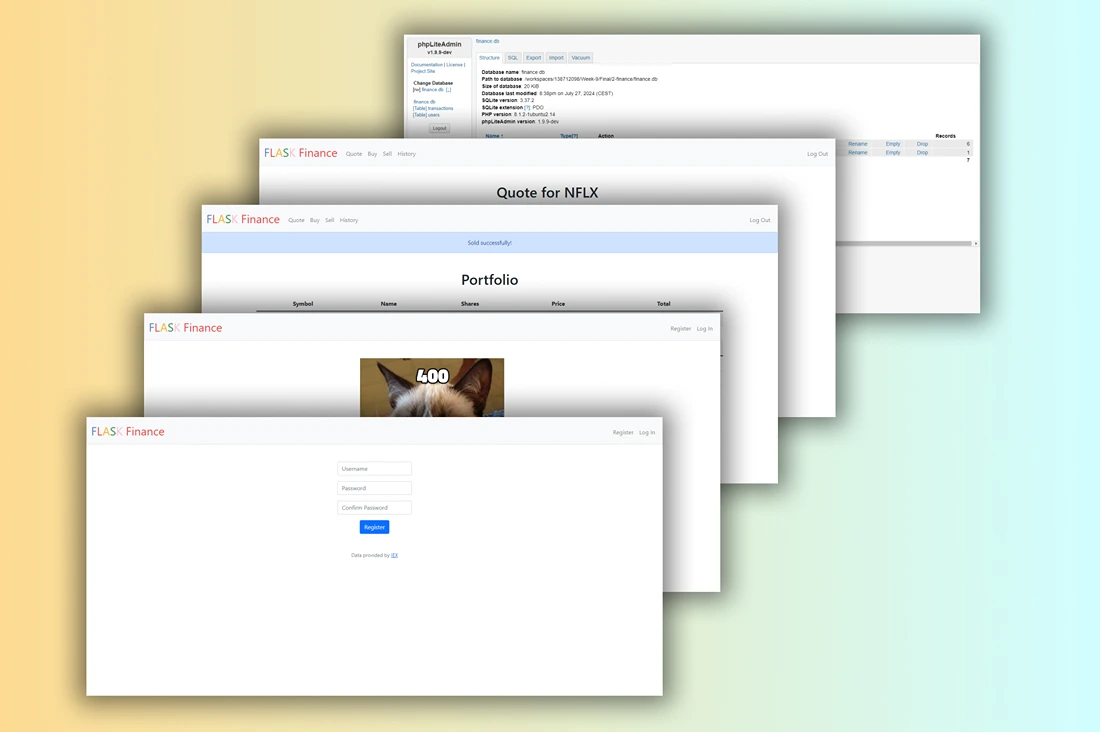 phpLiteAdmin
v1.9.9-dev
Documentation | License |
Project Site
Change Database
[rw] finance.db [↓]
finance.db
[Table] transactions
[Table] users
Logout
finance.db
Structure SQL Export Import Vacuum
Database name: finance.db
Path to database: /workspaces/136712098/Week-9/Final/2-finance/finance.db
Size of database: 20 KiB
Database last modified: 8:38pm on July 27, 2024 (CEST)
SQLite version: 3.37.2
SQLite extension [?]: PDO
PHP version: 8.1.2-1ubuntu2.14
phpLiteAdmin version: 1.9.9-dev
Name ↑ Type[?] Action Records
Rename Empty Drop 6
Rename Empty Drop 1
7
FLASK Finance Quote Buy Sell History Log Out
Quote for NFLX
FLASK Finance Quote Buy Sell History Log Out
Sold successfully!
Portfolio
Symbol Name Shares Price Total
FLASK Finance Register Log In
400
FLASK Finance Register Log In
Username
Password
Confirm Password
Register
Data provided by IEX